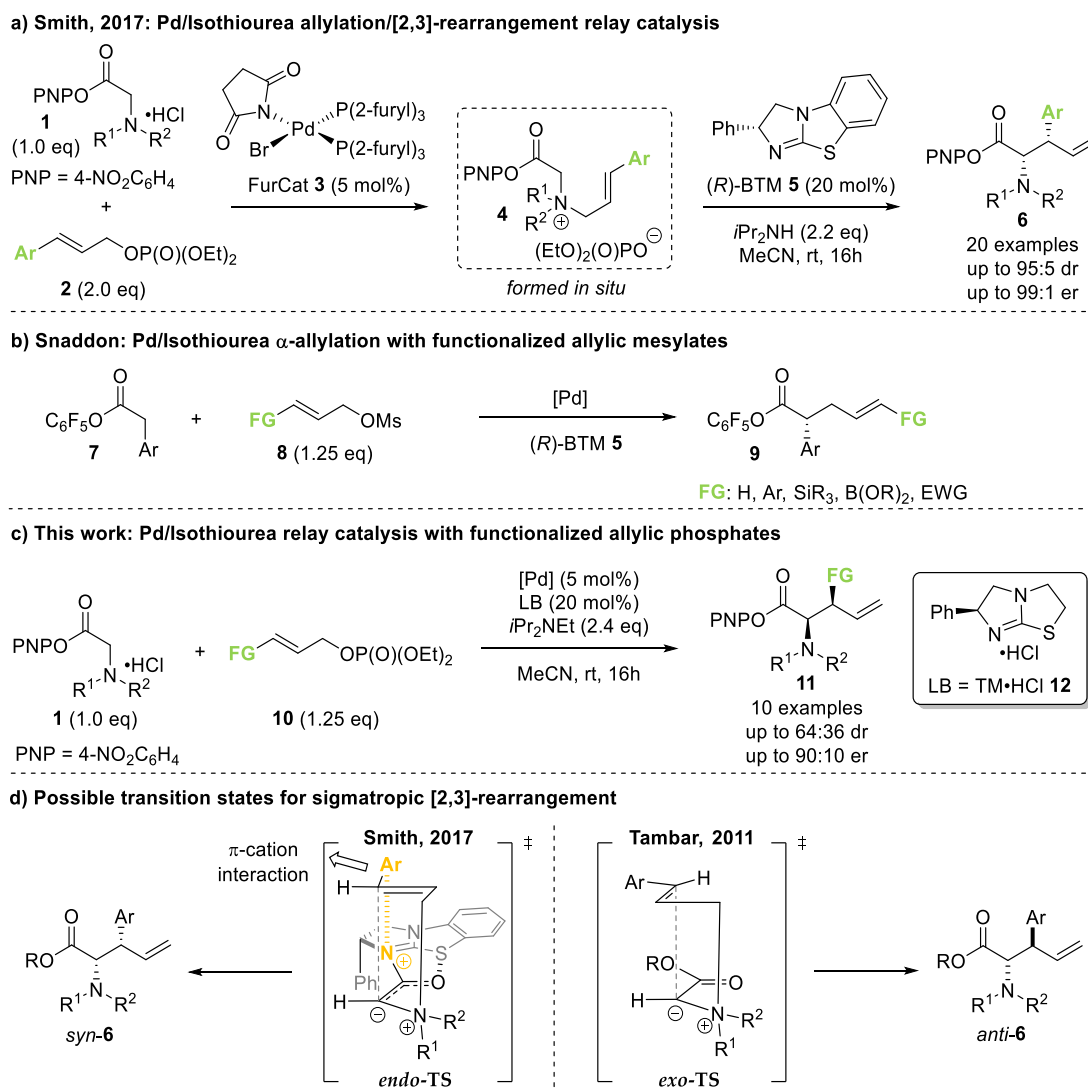 a) Smith, 2017: Pd/Isothiourea allylation/[2,3]-rearrangement relay catalysis
O
PNPO
•HCl
1
N
R¹ R²
(1.0 eq)
PNP = 4-NO₂C₆H₄
+
Ar OP(O)(OEt)₂
2 (2.0 eq)
O
N
O
Pd
Br
P(2-furyl)₃
P(2-furyl)₃
FurCat 3 (5 mol%)
O
PNPO
Ar
R¹
R² N
⊕
4
(EtO)₂(O)PO ⊖
formed in situ
N
Ph
N S
(R)-BTM 5 (20 mol%)
iPr₂NH (2.2 eq)
MeCN, rt, 16h
O Ar
PNPO
N
R¹ R²
6
20 examples
up to 95:5 dr
up to 99:1 er
b) Snaddon: Pd/Isothiourea α-allylation with functionalized allylic mesylates
O
C₆F₅O
Ar
7
+
FG OMs
8 (1.25 eq)
[Pd]
(R)-BTM 5
O
C₆F₅O
Ar
FG
9
FG: H, Ar, SiR₃, B(OR)₂, EWG
c) This work: Pd/Isothiourea relay catalysis with functionalized allylic phosphates
O
PNPO
•HCl
N
R¹ R²
1 (1.0 eq)
PNP = 4-NO₂C₆H₄
+
FG OP(O)(OEt)₂
10 (1.25 eq)
[Pd] (5 mol%)
LB (20 mol%)
iPr₂NEt (2.4 eq)
MeCN, rt, 16h
O FG
PNPO
N
R¹ R²
11
10 examples
up to 64:36 dr
up to 90:10 er
N
Ph
N S
•HCl
LB = TM•HCl 12
d) Possible transition states for sigmatropic [2,3]-rearrangement
O Ar
RO
N
R¹ R²
syn-6
π-cation
interaction
Smith, 2017
‡
Ar
H
N
N
⊕
S
Ph
O
H
⊖
N
⊕
R²
R¹
endo-TS
Tambar, 2011
‡
Ar H
RO
O
H
⊖
N
⊕
R²
R¹
exo-TS
O Ar
RO
N
R¹ R²
anti-6